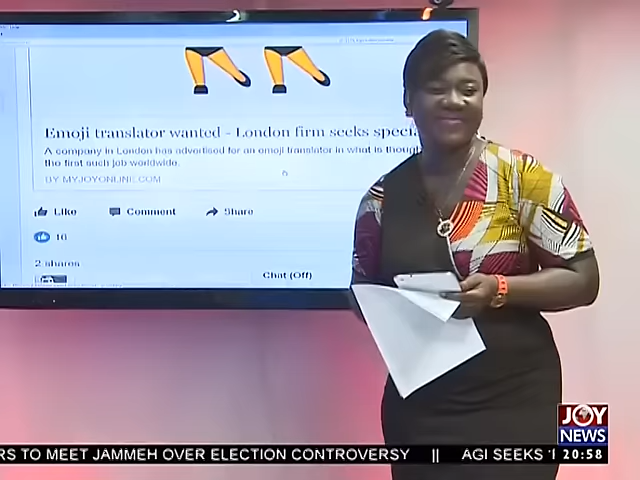 Emoji translator wanted - London firm seeks specia
A company in London has advertised for an emoji translator in what is though
the first such job worldwide.
BY MYJOYONLINE.COM
Like Comment Share
16
2 shares
Chat (Off)
JOY
NEWS
RS TO MEET JAMMEH OVER ELECTION CONTROVERSY || AGI SEEKS 20:58